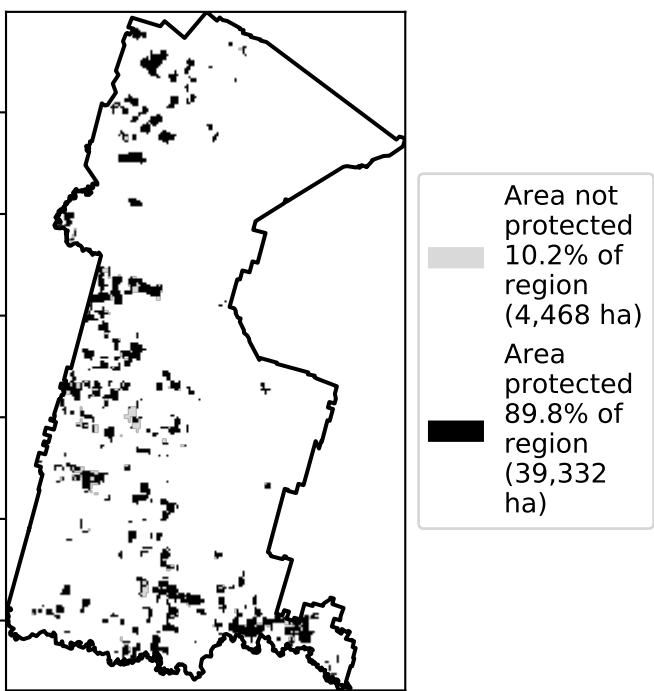 Area not
protected
10.2% of
region
(4,468 ha)
Area
protected
89.8% of
region
(39,332
ha)